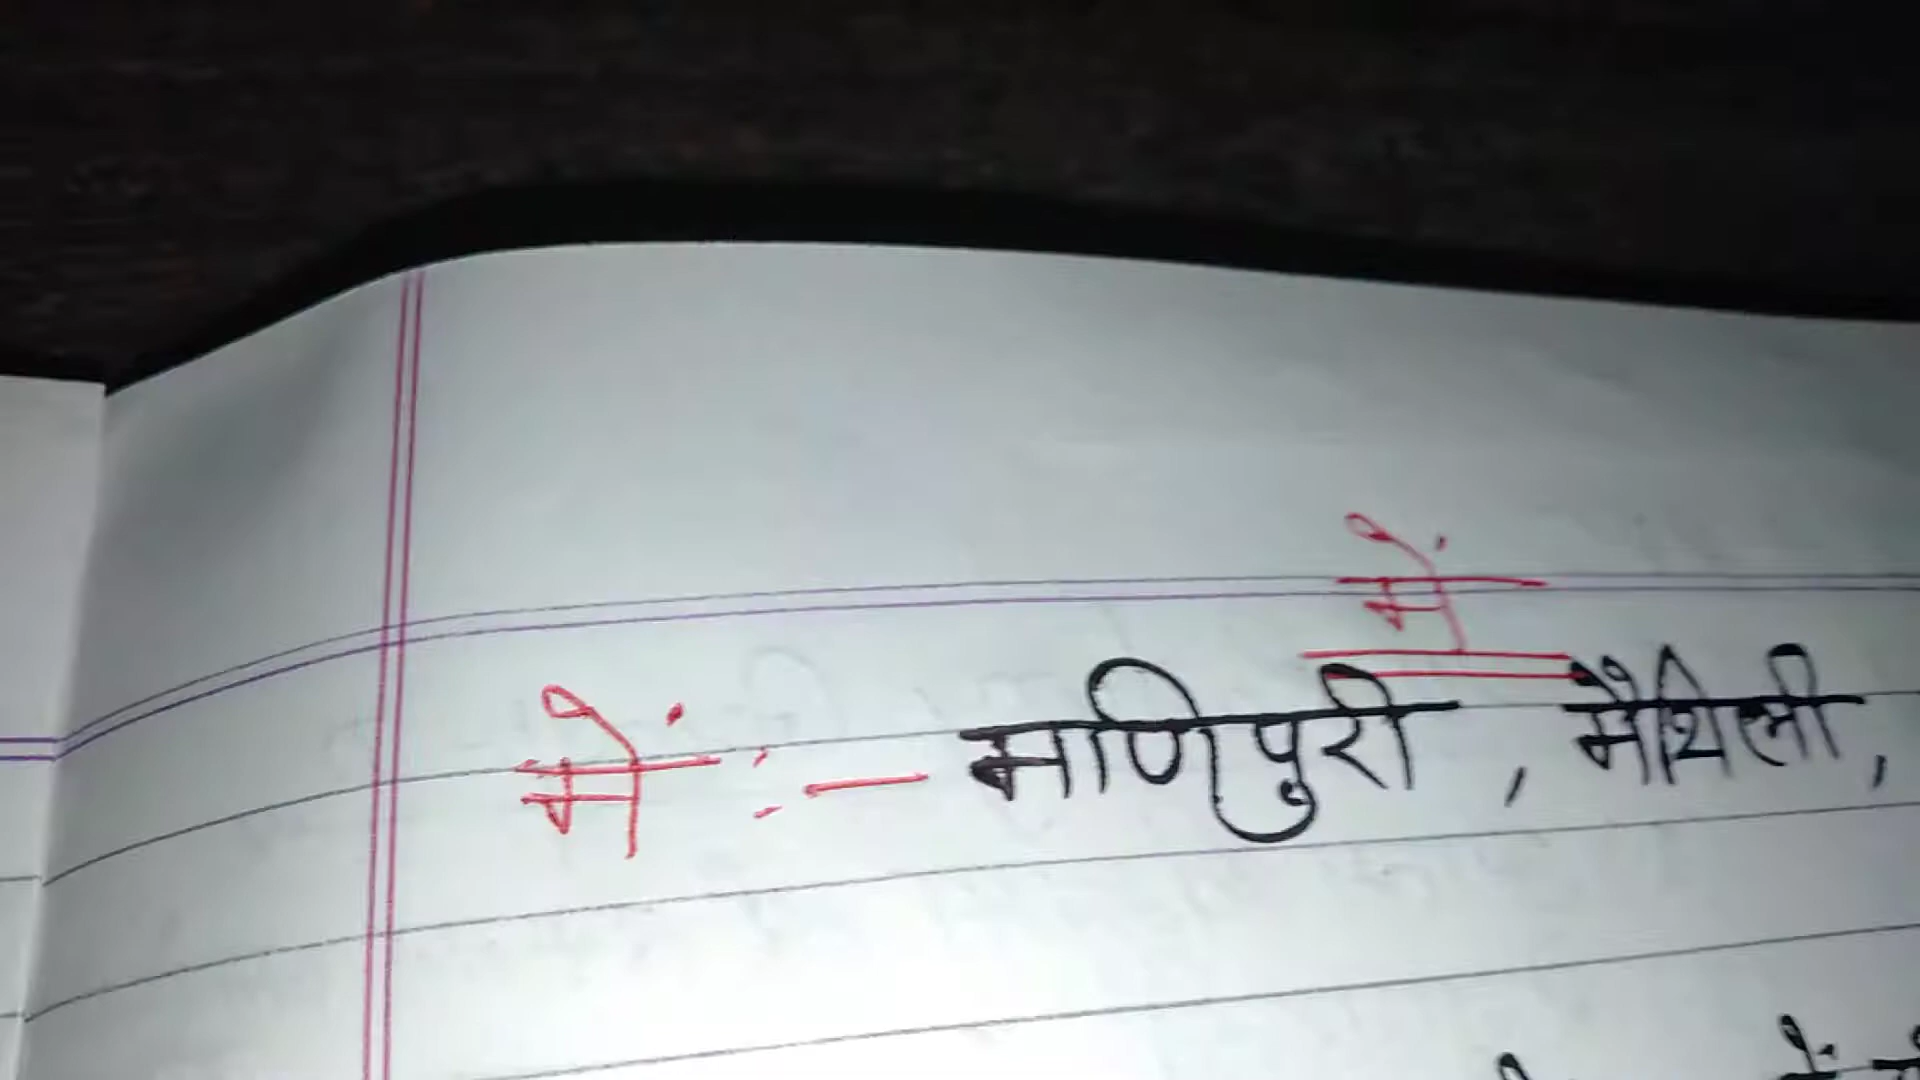 में
में :- मणिपुरी , मैथिली ,